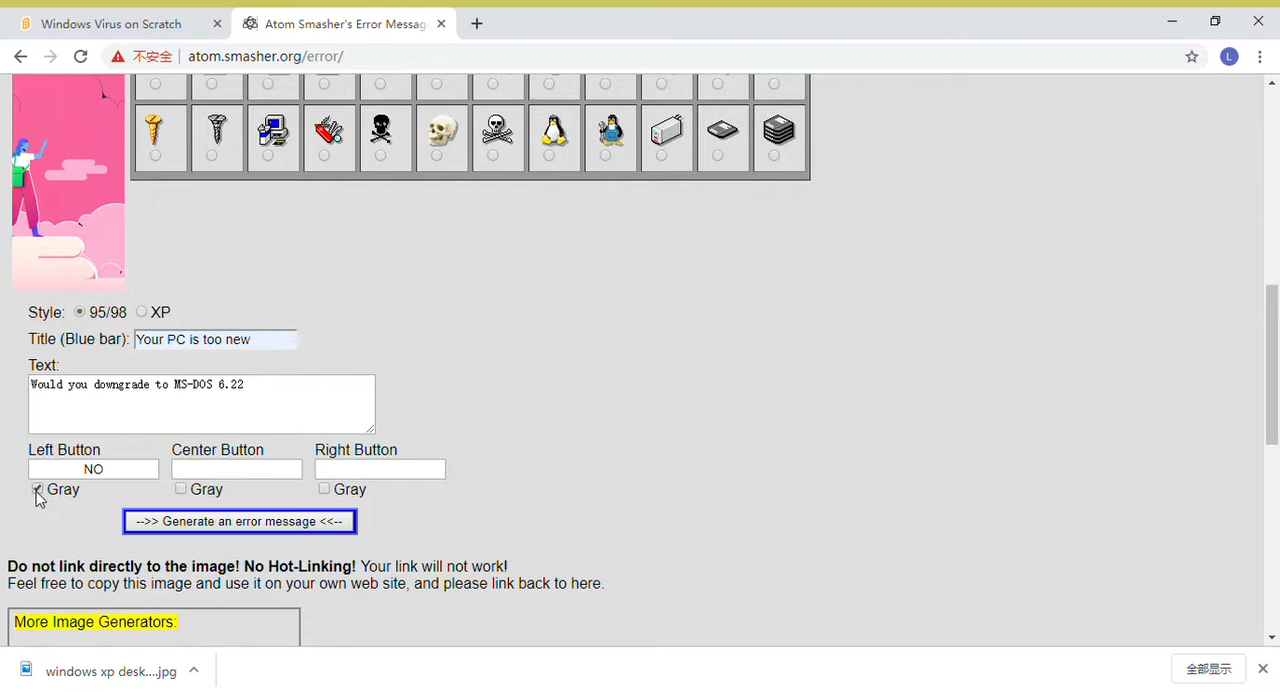 Windows Virus on Scratch
Atom Smasher's Error Messag
不安全 atom.smasher.org/error/
L
Style: 95/98 XP
Title (Blue bar): Your PC is too new
Text:
Would you downgrade to MS-DOS 6.22
Left Button Center Button Right Button
NO
Gray Gray Gray
-->> Generate an error message <<--
Do not link directly to the image! No Hot-Linking! Your link will not work!
Feel free to copy this image and use it on your own web site, and please link back to here.
More Image Generators:
windows xp desk....jpg
全部显示